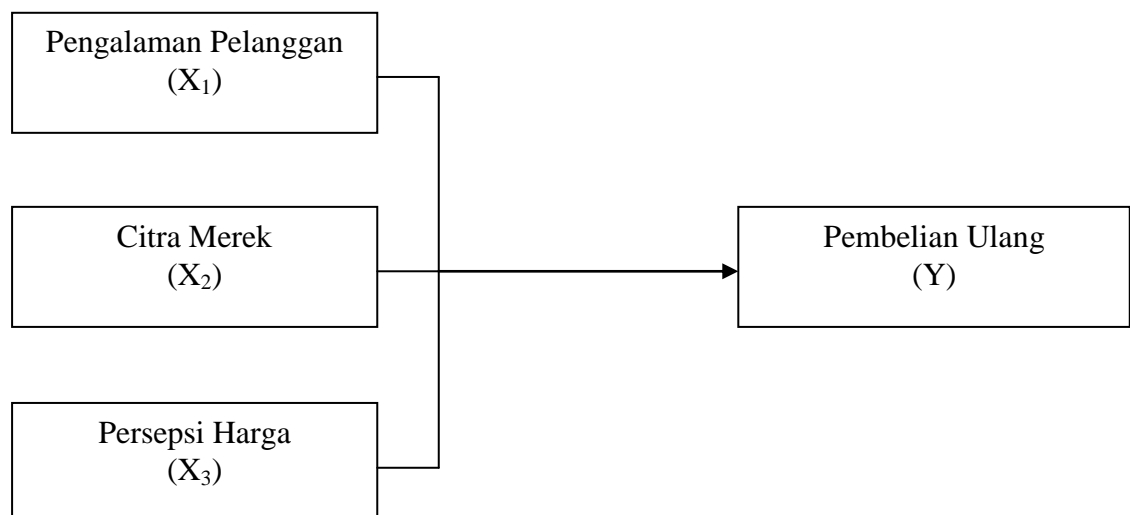 Pengalaman Pelanggan
(X₁)
Citra Merek
(X₂)
Persepsi Harga
(X₃)
Pembelian Ulang
(Y)